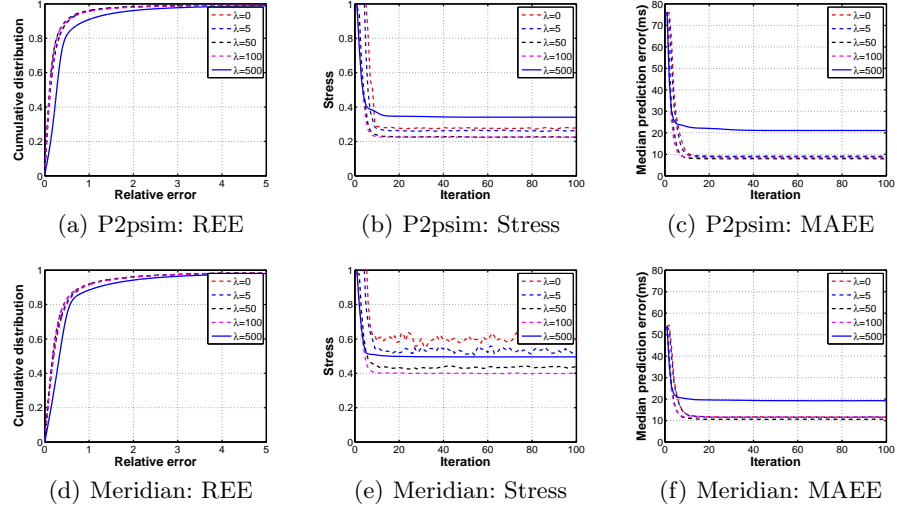 Cumulative distribution
1
0.8
0.6
0.4
0.2
0
0 1 2 3 4 5
Relative error
λ=0
λ=5
λ=50
λ=100
λ=500
(a) P2psim: REE
Stress
1
0.8
0.6
0.4
0.2
0
0 20 40 60 80 100
Iteration
λ=0
λ=5
λ=50
λ=100
λ=500
(b) P2psim: Stress
Median prediction error(ms)
80
70
60
50
40
30
20
10
0
0 20 40 60 80 100
Iteration
λ=0
λ=5
λ=50
λ=100
λ=500
(c) P2psim: MAEE
Cumulative distribution
1
0.8
0.6
0.4
0.2
0
0 1 2 3 4 5
Relative error
λ=0
λ=5
λ=50
λ=100
λ=500
(d) Meridian: REE
Stress
1
0.8
0.6
0.4
0.2
0
0 20 40 60 80 100
Iteration
λ=0
λ=5
λ=50
λ=100
λ=500
(e) Meridian: Stress
Median prediction error(ms)
80
70
60
50
40
30
20
10
0
0 20 40 60 80 100
Iteration
λ=0
λ=5
λ=50
λ=100
λ=500
(f) Meridian: MAEE